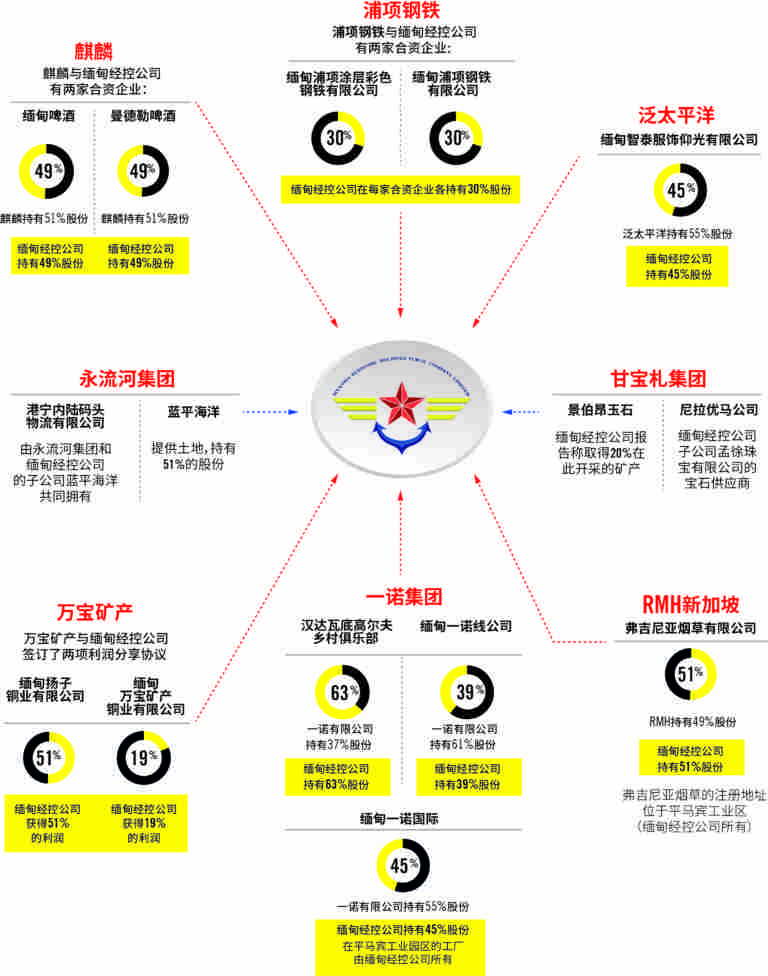 浦项钢铁
浦项钢铁与缅甸经控公司
有两家合资企业:
缅甸浦项涂层彩色
钢铁有限公司
缅甸浦项钢铁
有限公司
30%
30%
缅甸经控公司在每家合资企业各持有30%股份
麒麟
麒麟与缅甸经控公司
有两家合资企业:
缅甸啤酒
曼德勒啤酒
49%
49%
麒麟持有51%股份
麒麟持有51%股份
缅甸经控公司
持有49%股份
缅甸经控公司
持有49%股份
泛太平洋
缅甸智泰服饰仰光有限公司
45%
泛太平洋持有55%股份
缅甸经控公司
持有45%股份
永流河集团
港宁内陆码头
物流有限公司
由永流河集团和
缅甸经控公司
的子公司蓝平海洋
共同拥有
蓝平海洋
提供土地,持有
51%的股份
MYANMA ECONOMIC HOLDINGS PUBLIC COMPANY LIMITED
甘宝札集团
景伯昂玉石
缅甸经控公司报
告称取得20%在
此开采的矿产
尼拉优马公司
缅甸经控公司
子公司孟徐珠
宝有限公司的
宝石供应商
万宝矿产
万宝矿产与缅甸经控公司
签订了两项利润分享协议
缅甸扬子
铜业有限公司
缅甸
万宝矿产
铜业有限公司
51%
19%
缅甸经控公司
获得51%
的利润
缅甸经控公司
获得19%
的利润
一诺集团
汉达瓦底高尔夫
乡村俱乐部
缅甸一诺线公司
63%
39%
一诺有限公司
持有37%股份
一诺有限公司
持有61%股份
缅甸经控公司
持有63%股份
缅甸经控公司
持有39%股份
缅甸一诺国际
45%
一诺有限公司持有55%股份
缅甸经控公司持有45%股份
在平马宾工业园区的工厂
由缅甸经控公司所有
RMH新加坡
弗吉尼亚烟草有限公司
51%
RMH持有49%股份
缅甸经控公司
持有51%股份
弗吉尼亚烟草的注册地址
位于平马宾工业区
(缅甸经控公司所有)